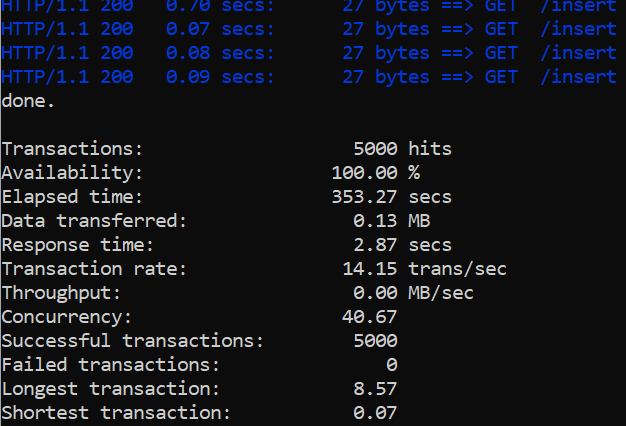 HTTP/1.1 200   0.70 secs:      27 bytes ==> GET  /insert
HTTP/1.1 200   0.07 secs:      27 bytes ==> GET  /insert
HTTP/1.1 200   0.08 secs:      27 bytes ==> GET  /insert
HTTP/1.1 200   0.09 secs:      27 bytes ==> GET  /insert
done.
Transactions:                   5000 hits
Availability:                 100.00 %
Elapsed time:                 353.27 secs
Data transferred:               0.13 MB
Response time:                  2.87 secs
Transaction rate:              14.15 trans/sec
Throughput:                     0.00 MB/sec
Concurrency:                   40.67
Successful transactions:        5000
Failed transactions:               0
Longest transaction:            8.57
Shortest transaction:           0.07